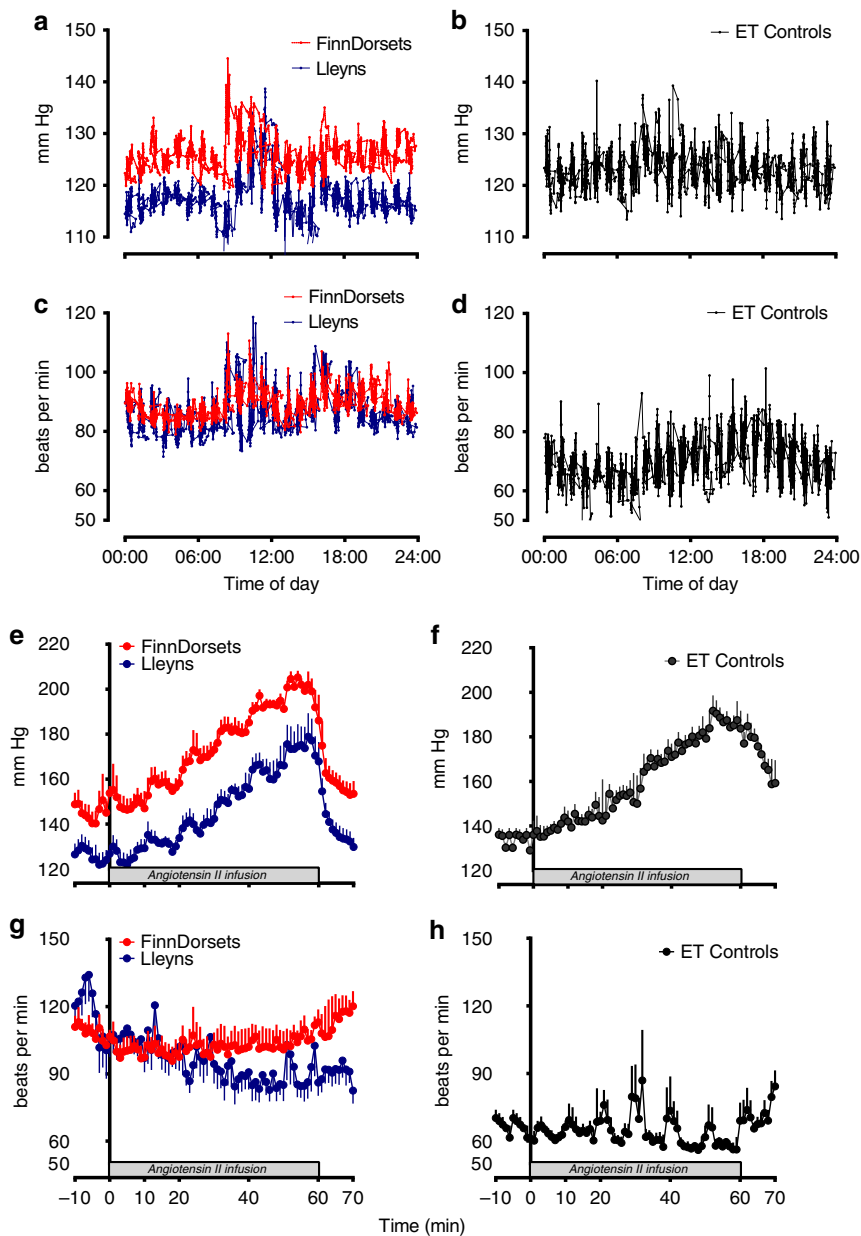 a
150
140
130
120
110
mm Hg
FinnDorsets
Lleyns
b
150
140
130
120
110
mm Hg
ET Controls
c
120
100
80
60
50
beats per min
FinnDorsets
Lleyns
00:00 06:00 12:00 18:00 24:00
Time of day
d
120
100
80
60
50
beats per min
ET Controls
00:00 06:00 12:00 18:00 24:00
Time of day
e
220
200
180
160
140
120
mm Hg
FinnDorsets
Lleyns
Angiotensin II infusion
f
220
200
180
160
140
120
mm Hg
ET Controls
Angiotensin II infusion
g
150
120
90
60
50
beats per min
FinnDorsets
Lleyns
Angiotensin II infusion
–10 0 10 20 40 60 70
h
150
120
90
60
50
beats per min
ET Controls
Angiotensin II infusion
–10 0 10 20 40 60 70
Time (min)